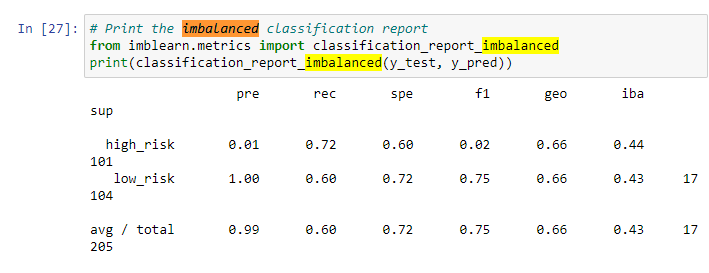 In [27]: # Print the imbalanced classification report
from imblearn.metrics import classification_report_imbalanced
print(classification_report_imbalanced(y_test, y_pred))
pre rec spe f1 geo iba
sup
high_risk 0.01 0.72 0.60 0.02 0.66 0.44
101
low_risk 1.00 0.60 0.72 0.75 0.66 0.43 17
104
avg / total 0.99 0.60 0.72 0.75 0.66 0.43 17
205